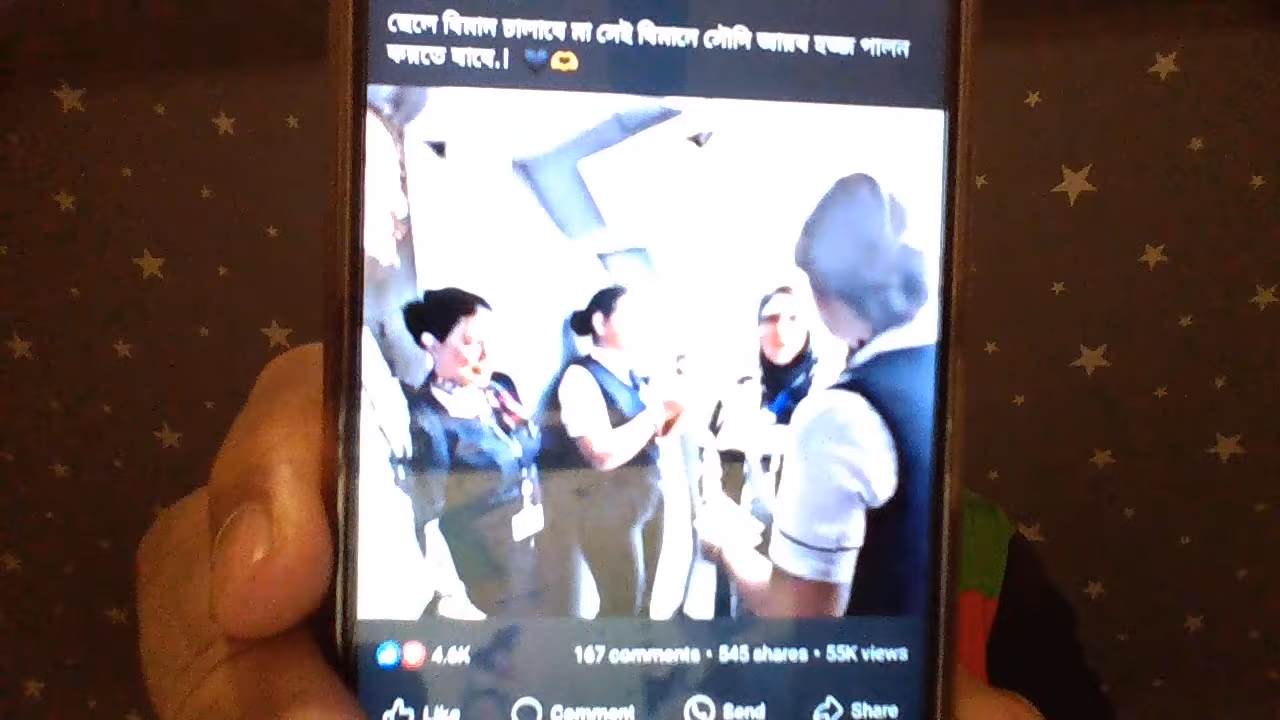 ছেলে বিমান চালাবে মা সেই বিমানে সৌদি আরব হজ্জ পালন
করতে যাবে.।
4.6K 167 comments • 545 shares • 55K views
Like Comment Send Share